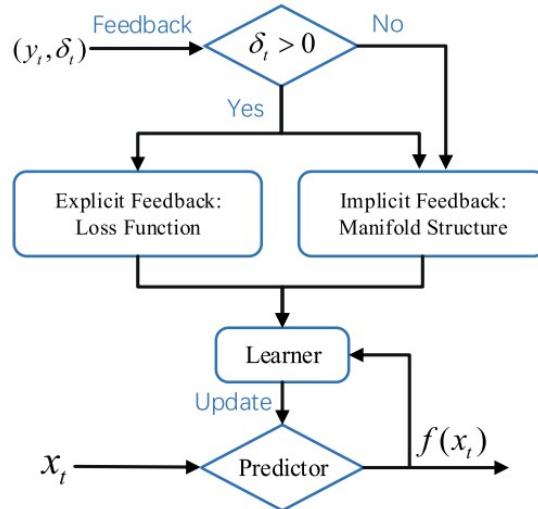 Feedback
No
(y_t, δ_t)
δ_t > 0
Yes
Explicit Feedback:
Loss Function
Implicit Feedback:
Manifold Structure
Learner
Update
f(x_t)
x_t
Predictor